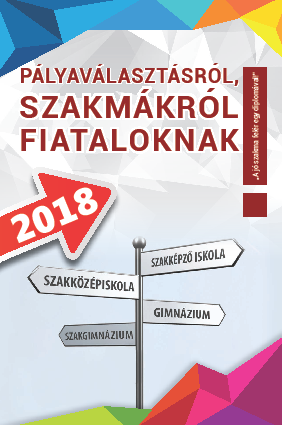 PÁLYAVÁLASZTÁSRÓL,
SZAKMÁKRÓL
FIATALOKNAK
„A jó szakma felér egy diplomával”
2018
SZAKKÉPZŐ ISKOLA
SZAKKÖZÉPISKOLA
GIMNÁZIUM
SZAKGIMNÁZIUM